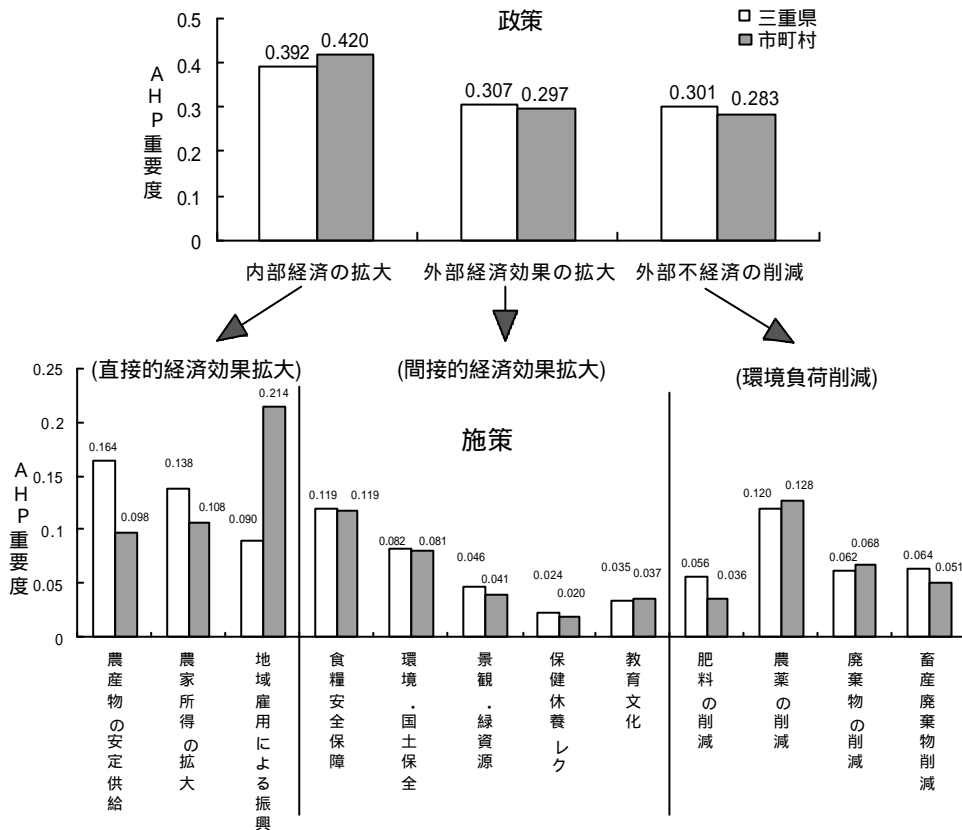 政策
三重県
市町村
AHP重要度
0.5
0.4
0.3
0.2
0.1
0
0.392
0.420
0.307
0.297
0.301
0.283
内部経済の拡大
外部経済効果の拡大
外部不経済の削減
(直接的経済効果拡大)
(間接的経済効果拡大)
(環境負荷削減)
施策
AHP重要度
0.25
0.2
0.15
0.1
0.05
0
0.164
0.098
0.138
0.108
0.090
0.214
0.119
0.119
0.082
0.081
0.046
0.041
0.024
0.020
0.035
0.037
0.056
0.036
0.120
0.128
0.062
0.068
0.064
0.051
農産物の安定供給
農家所得の拡大
地域雇用による振興
食糧安全保障
環境・国土保全
景観・緑資源
保健休養レク
教育文化
肥料の削減
農薬の削減
廃棄物の削減
畜産廃棄物削減